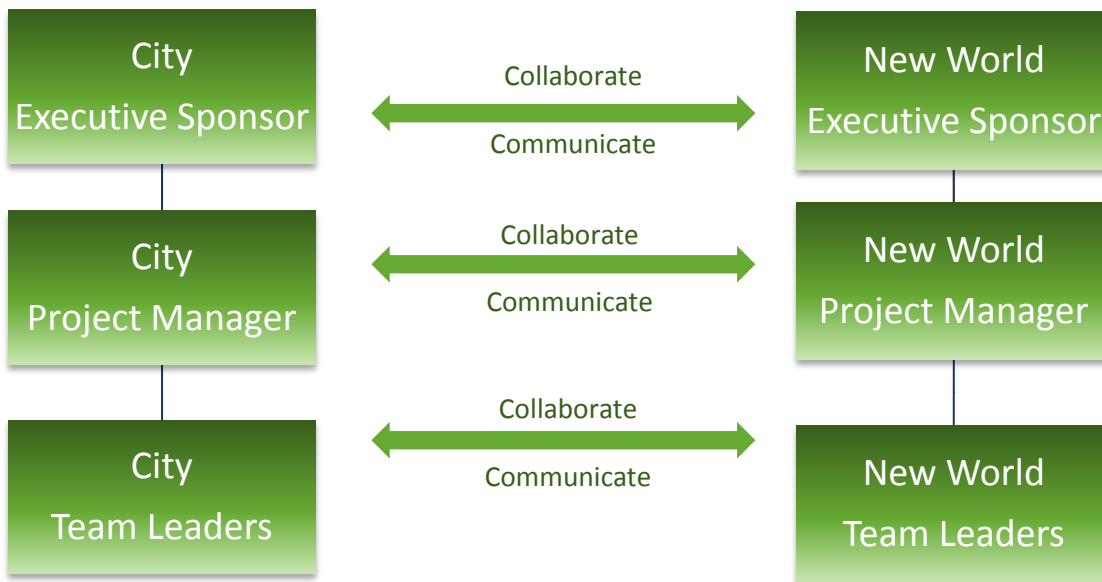 City
Executive Sponsor
Collaborate
Communicate
New World
Executive Sponsor
City
Project Manager
Collaborate
Communicate
New World
Project Manager
City
Team Leaders
Collaborate
Communicate
New World
Team Leaders